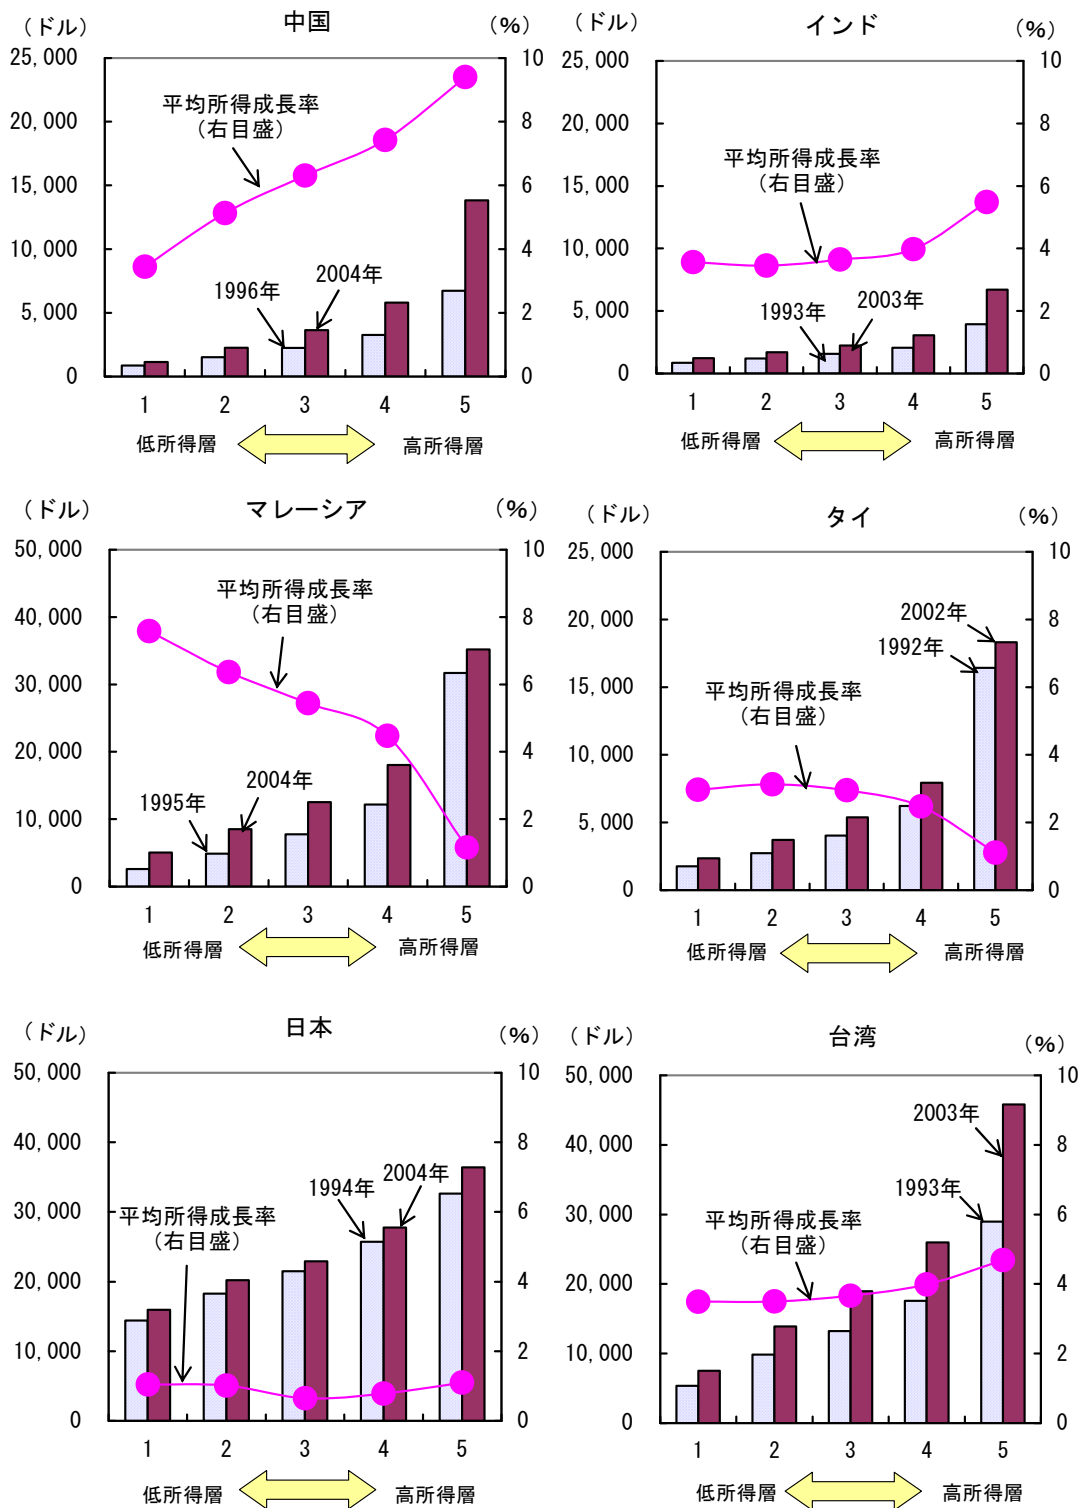 中国
（ドル）
（%）
25,000
20,000
15,000
10,000
5,000
0
10
8
6
4
2
0
平均所得成長率
（右目盛）
1996年
2004年
1 2 3 4 5
低所得層 高所得層
インド
（ドル）
（%）
25,000
20,000
15,000
10,000
5,000
0
10
8
6
4
2
0
平均所得成長率
（右目盛）
1993年
2003年
1 2 3 4 5
低所得層 高所得層
マレーシア
（ドル）
（%）
50,000
40,000
30,000
20,000
10,000
0
10
8
6
4
2
0
平均所得成長率
（右目盛）
1995年
2004年
1 2 3 4 5
低所得層 高所得層
タイ
（ドル）
（%）
25,000
20,000
15,000
10,000
5,000
0
10
8
6
4
2
0
2002年
1992年
平均所得成長率
（右目盛）
1 2 3 4 5
低所得層 高所得層
日本
（ドル）
（%）
50,000
40,000
30,000
20,000
10,000
0
10
8
6
4
2
0
2004年
1994年
平均所得成長率
（右目盛）
1 2 3 4 5
低所得層 高所得層
台湾
（ドル）
（%）
50,000
40,000
30,000
20,000
10,000
0
10
8
6
4
2
0
2003年
1993年
平均所得成長率
（右目盛）
1 2 3 4 5
低所得層 高所得層